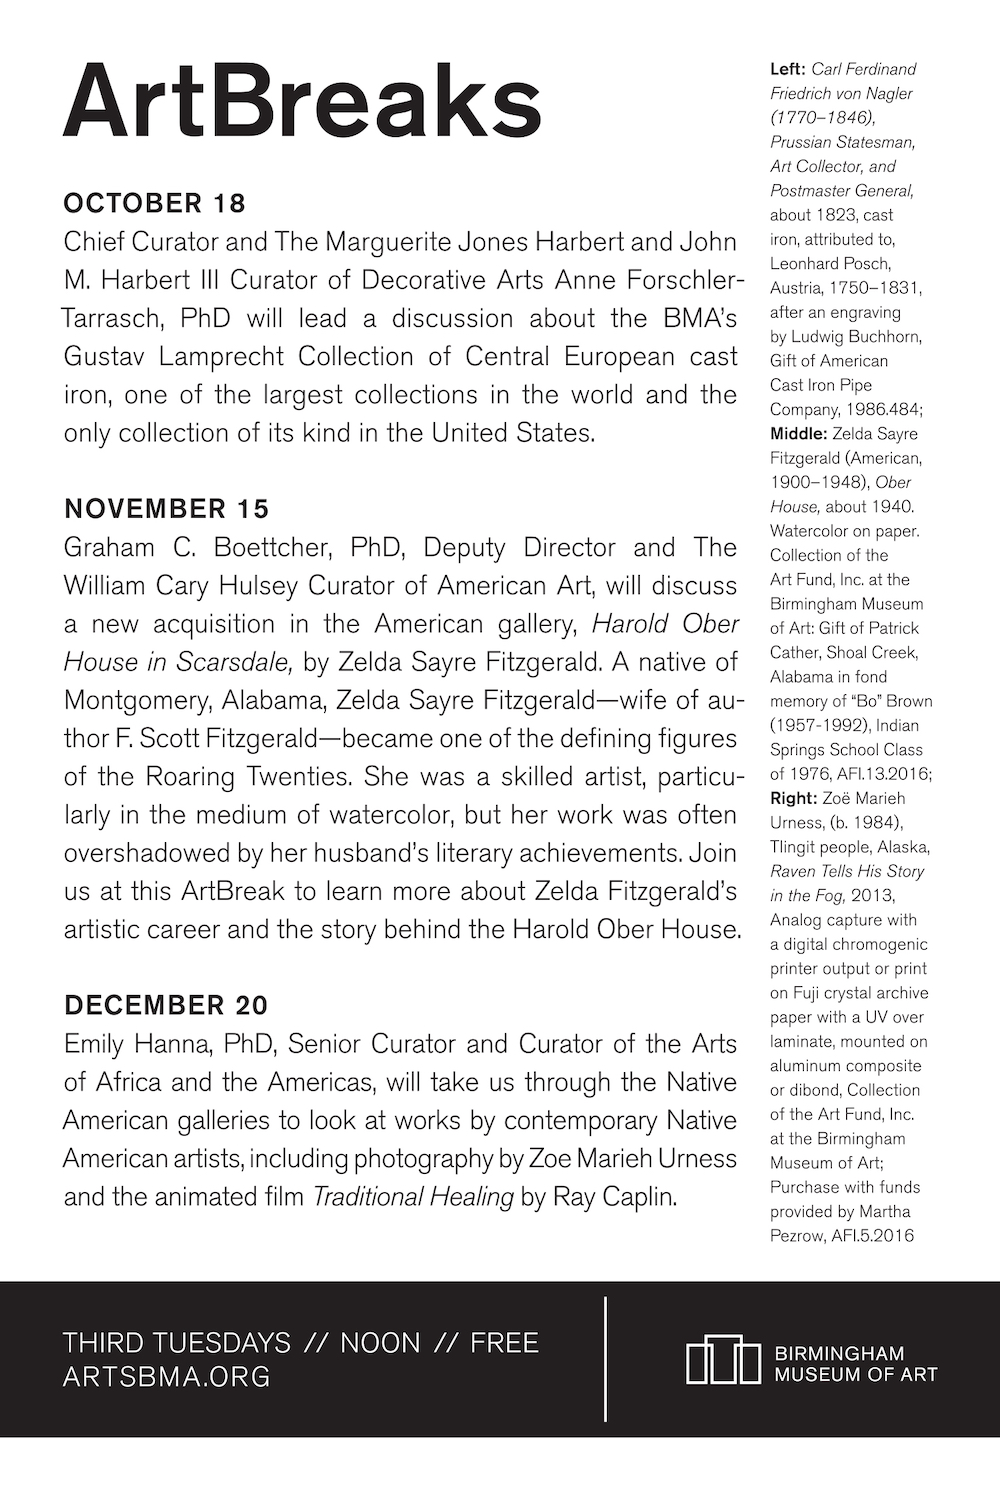 ArtBreaks
OCTOBER 18
Chief Curator and The Marguerite Jones Harbert and John
M. Harbert III Curator of Decorative Arts Anne Forschler-
Tarrasch, PhD will lead a discussion about the BMA's
Gustav Lamprecht Collection of Central European cast
iron, one of the largest collections in the world and the
only collection of its kind in the United States.
NOVEMBER 15
Graham C. Boettcher, PhD, Deputy Director and The
William Cary Hulsey Curator of American Art, will discuss
a new acquisition in the American gallery, Harold Ober
House in Scarsdale, by Zelda Sayre Fitzgerald. A native of
Montgomery, Alabama, Zelda Sayre Fitzgerald—wife of au-
thor F. Scott Fitzgerald—became one of the defining figures
of the Roaring Twenties. She was a skilled artist, particu-
larly in the medium of watercolor, but her work was often
overshadowed by her husband's literary achievements. Join
us at this ArtBreak to learn more about Zelda Fitzgerald's
artistic career and the story behind the Harold Ober House.
DECEMBER 20
Emily Hanna, PhD, Senior Curator and Curator of the Arts
of Africa and the Americas, will take us through the Native
American galleries to look at works by contemporary Native
American artists, including photography by Zoe Marieh Urness
and the animated film Traditional Healing by Ray Caplin.
Left: Carl Ferdinand
Friedrich von Nagler
(1770–1846),
Prussian Statesman,
Art Collector, and
Postmaster General,
about 1823, cast
iron, attributed to,
Leonhard Posch,
Austria, 1750–1831,
after an engraving
by Ludwig Buchhorn,
Gift of American
Cast Iron Pipe
Company, 1986.484;
Middle: Zelda Sayre
Fitzgerald (American,
1900–1948), Ober
House, about 1940.
Watercolor on paper.
Collection of the
Art Fund, Inc. at the
Birmingham Museum
of Art: Gift of Patrick
Cather, Shoal Creek,
Alabama in fond
memory of “Bo” Brown
(1957-1992), Indian
Springs School Class
of 1976, AFI.13.2016;
Right: Zoë Marieh
Urness, (b. 1984),
Tlingit people, Alaska,
Raven Tells His Story
in the Fog, 2013,
Analog capture with
a digital chromogenic
printer output or print
on Fuji crystal archive
paper with a UV over
laminate, mounted on
aluminum composite
or dibond, Collection
of the Art Fund, Inc.
at the Birmingham
Museum of Art;
Purchase with funds
provided by Martha
Pezrow, AFI.5.2016
THIRD TUESDAYS // NOON // FREE
ARTSBMA.ORG
BIRMINGHAM
MUSEUM OF ART